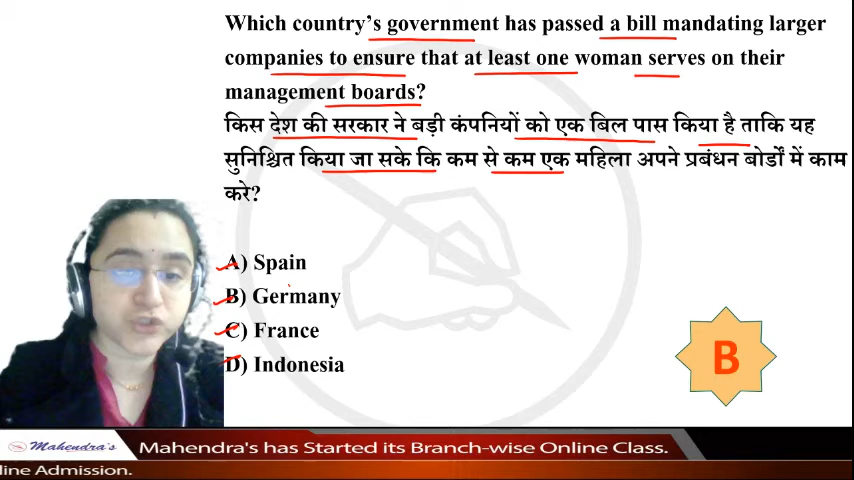 Which country's government has passed a bill mandating larger
companies to ensure that at least one woman serves on their
management boards?
किस देश की सरकार ने बड़ी कंपनियों को एक बिल पास किया है ताकि यह
सुनिश्चित किया जा सके कि कम से कम एक महिला अपने प्रबंधन बोर्डों में काम
करे?
A) Spain
B) Germany
C) France
D) Indonesia
B
Mahendra's
Mahendra's has Started its Branch-wise Online Class.
line Admission.